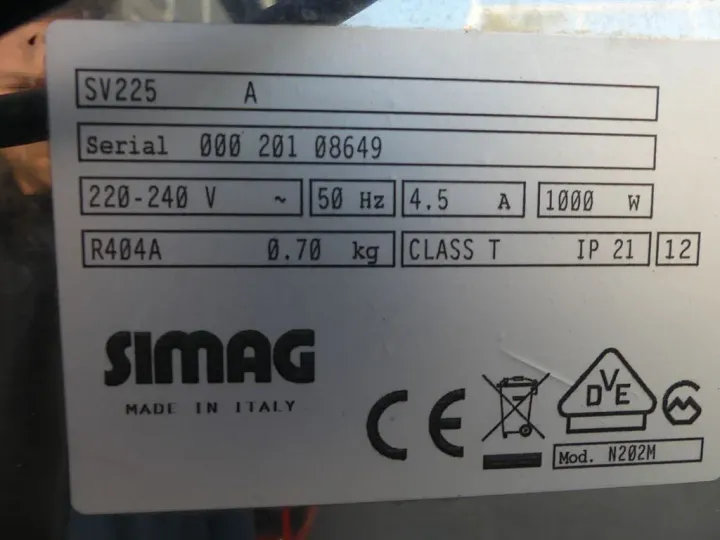 SV225 A
Serial 000 201 08649
220-240 V ~ 50 Hz 4.5 A 1000 W
R404A 0.70 kg CLASS T IP 21 12
SIMAG
MADE IN ITALY
CE
DVE
Mod. N202M